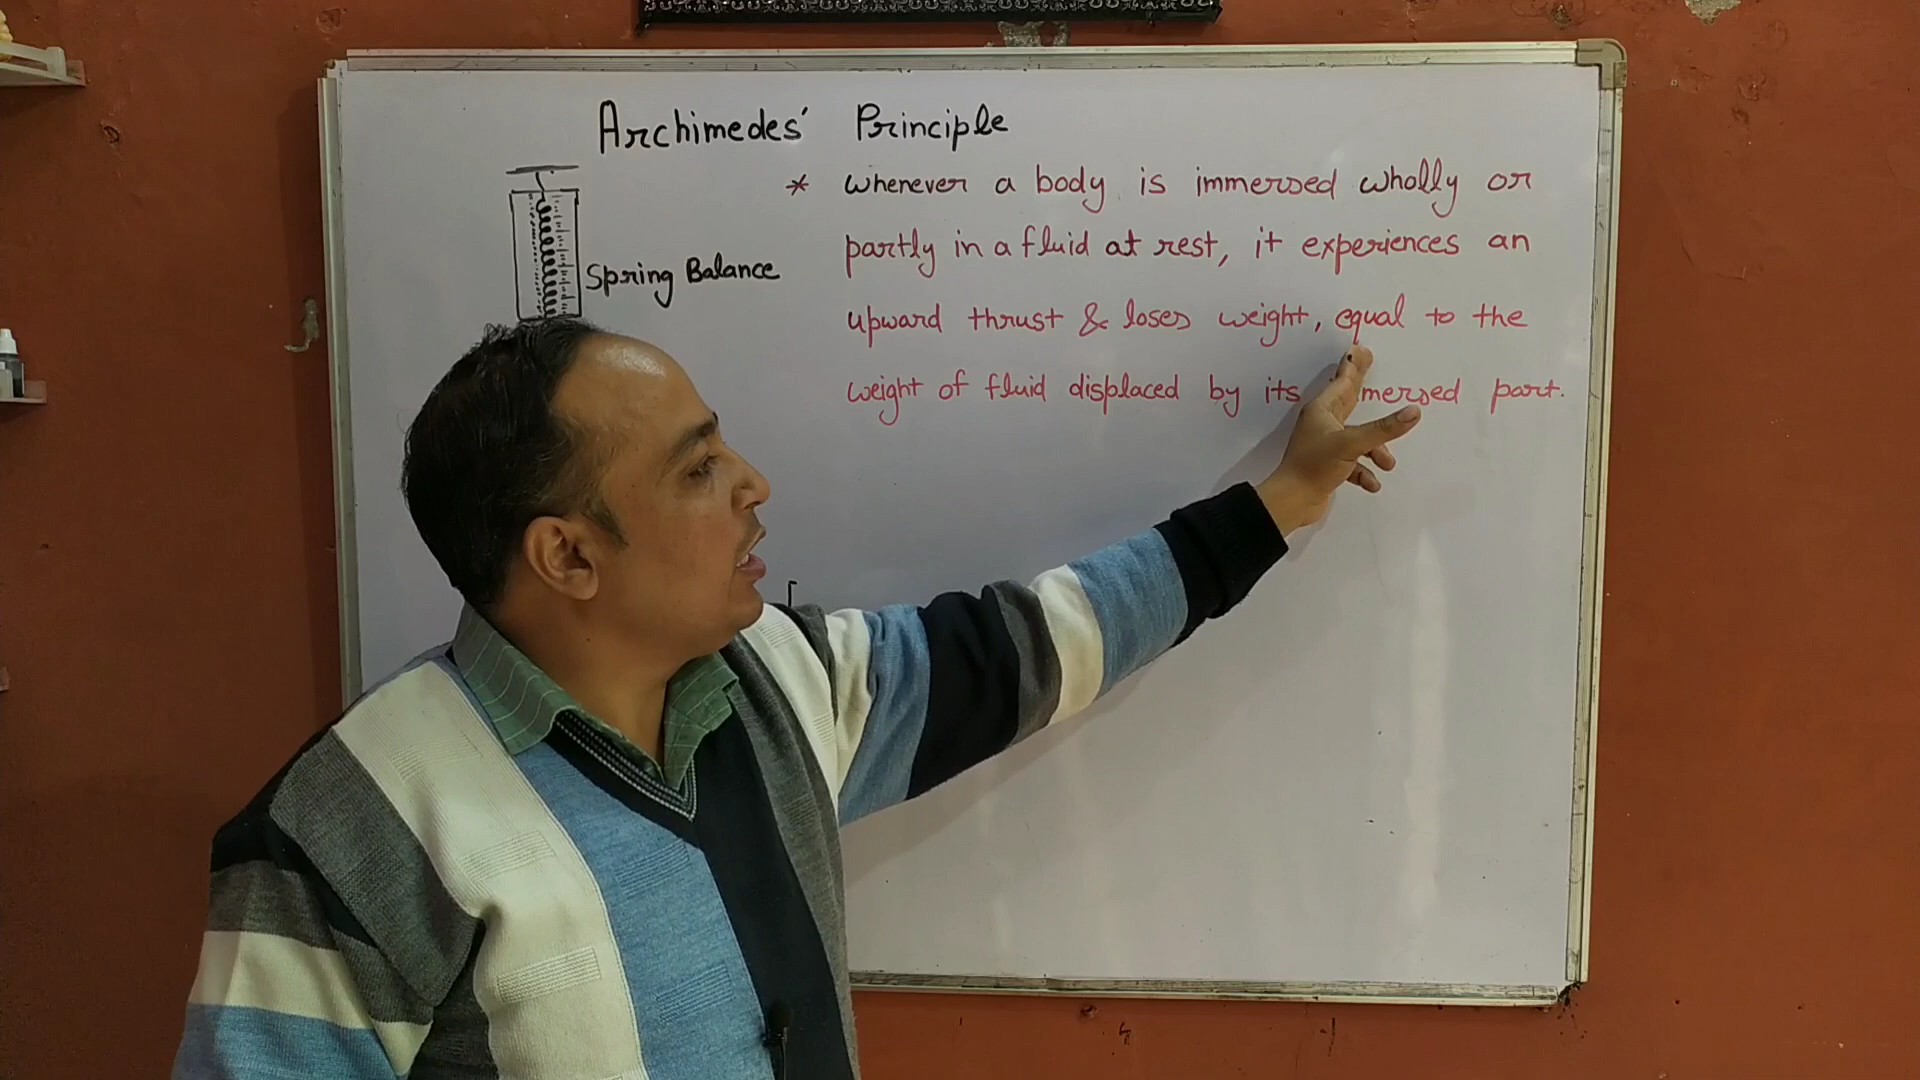 Archimedes' Principle
* whenever a body is immersed wholly or
partly in a fluid at rest, it experiences an
upward thrust & loses weight, equal to the
weight of fluid displaced by its mersed part.
Spring Balance